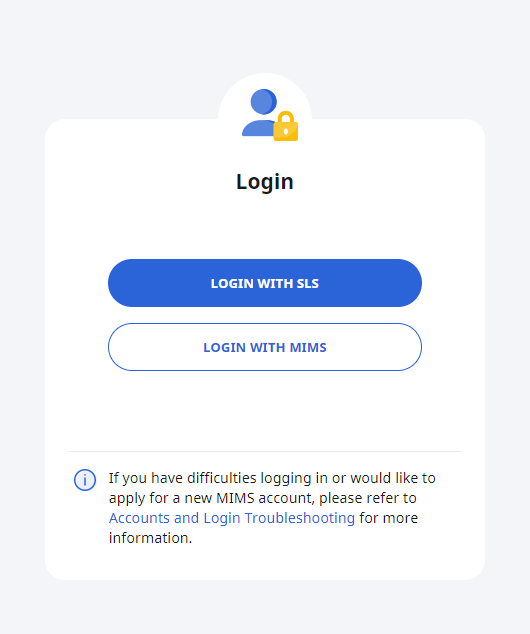 Login
LOGIN WITH SLS
LOGIN WITH MIMS
If you have difficulties logging in or would like to
apply for a new MIMS account, please refer to
Accounts and Login Troubleshooting for more
information.